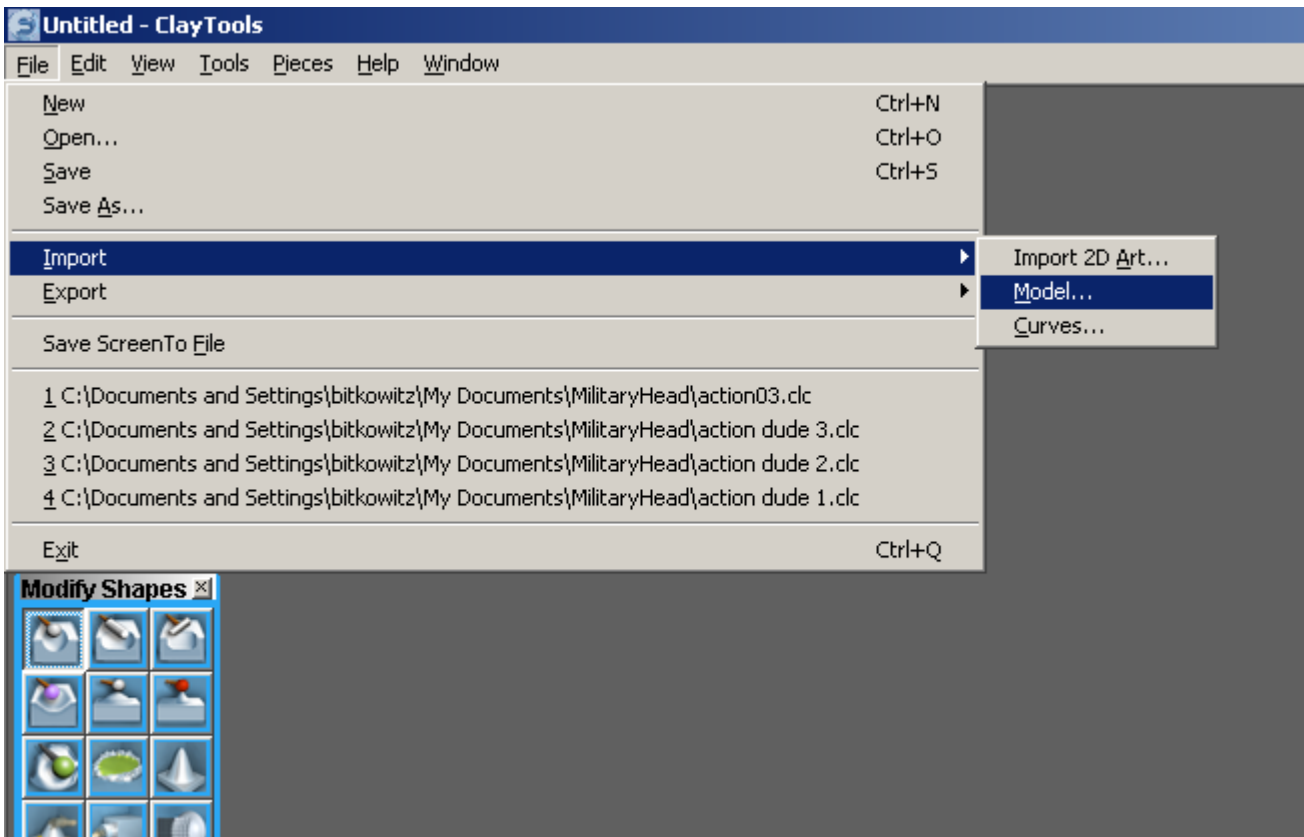 Untitled - ClayTools
File Edit View Tools Pieces Help Window
New Ctrl+N
Open... Ctrl+O
Save Ctrl+S
Save As...
Import
Import 2D Art...
Export
Model...
Curves...
Save ScreenTo File
1 C:\Documents and Settings\bitkowitz\My Documents\MilitaryHead\action03.clc
2 C:\Documents and Settings\bitkowitz\My Documents\MilitaryHead\action dude 3.clc
3 C:\Documents and Settings\bitkowitz\My Documents\MilitaryHead\action dude 2.clc
4 C:\Documents and Settings\bitkowitz\My Documents\MilitaryHead\action dude 1.clc
Exit Ctrl+Q
Modify Shapes